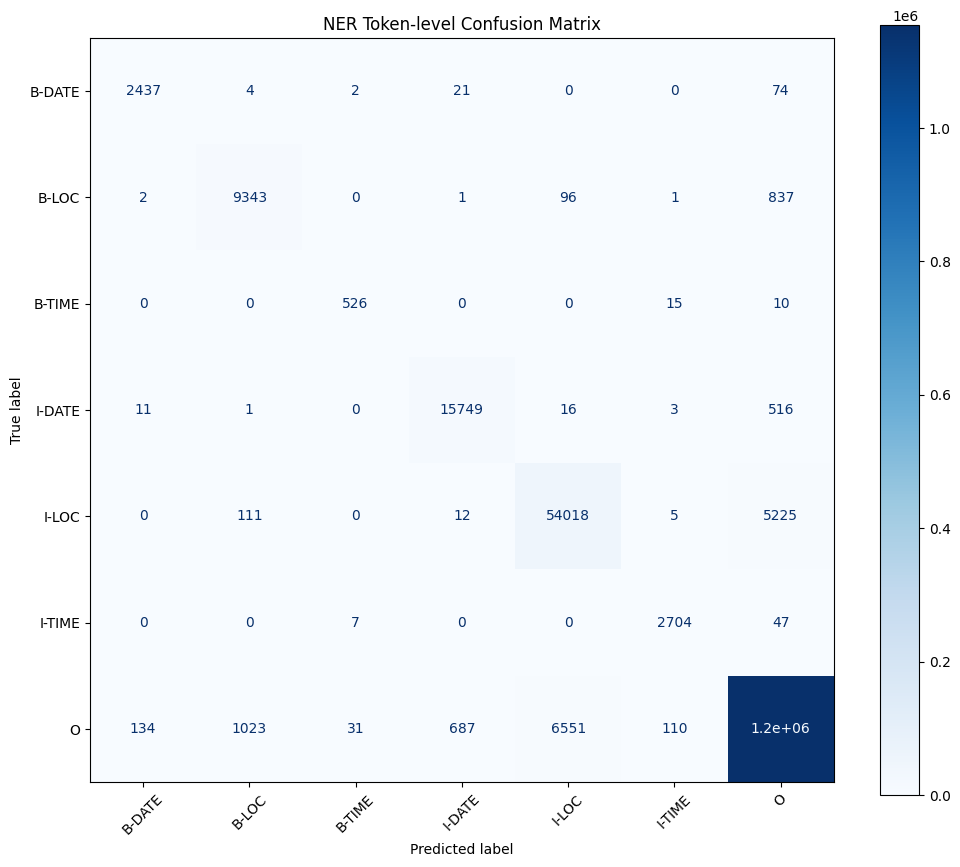 NER Token-level Confusion Matrix
1e6
B-DATE 2437 4 2 21 0 0 74
B-LOC 2 9343 0 1 96 1 837
B-TIME 0 0 526 0 0 15 10
I-DATE 11 1 0 15749 16 3 516
I-LOC 0 111 0 12 54018 5 5225
I-TIME 0 0 7 0 0 2704 47
O 134 1023 31 687 6551 110 1.2e+06
True label
B-DATE B-LOC B-TIME I-DATE I-LOC I-TIME O
Predicted label
1.0
0.8
0.6
0.4
0.2
0.0